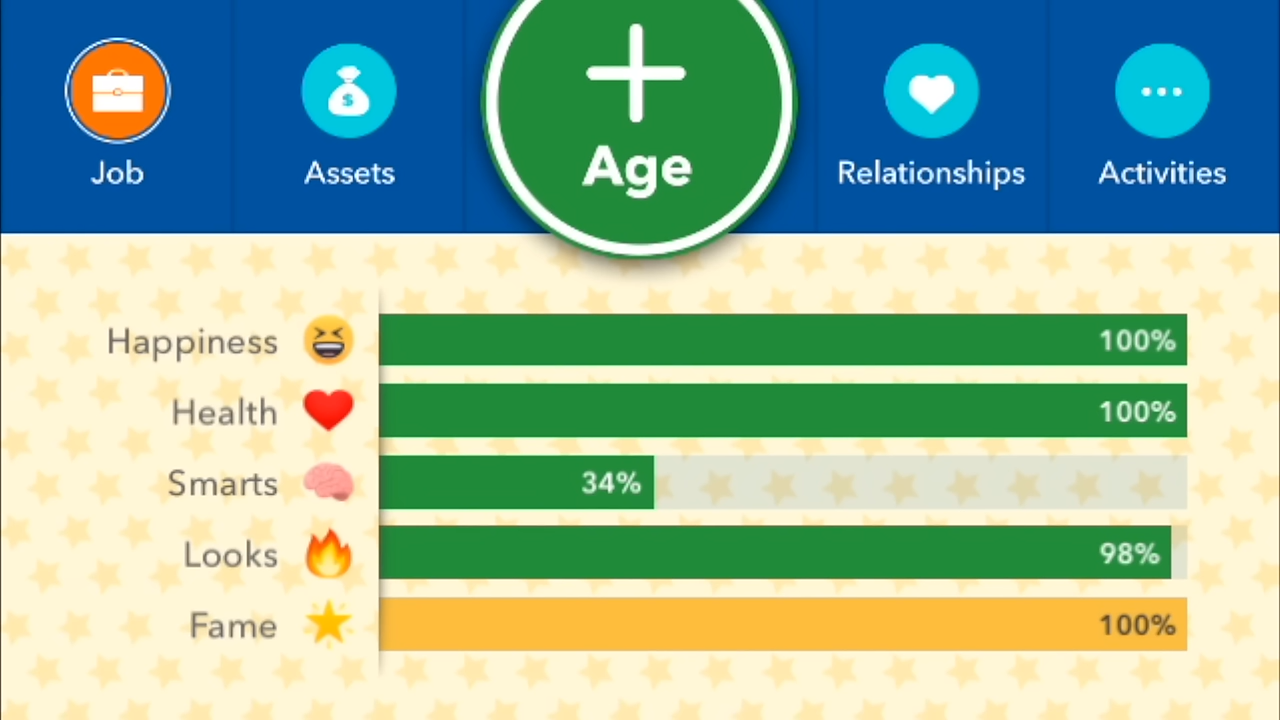 Age
Job
Assets
Relationships
Activities
Happiness 100%
Health 100%
Smarts 34%
Looks 98%
Fame 100%